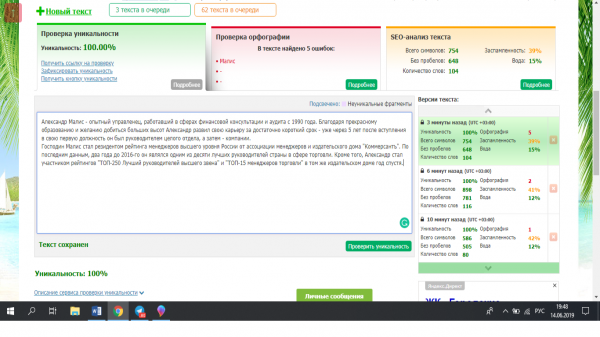 Новый текст
3 текста в очереди
62 текста в очереди
Проверка уникальности
Уникальность: 100.00%
Получить ссылку на проверку
Зафиксировать уникальность
Получить кнопку уникальности
Подробнее
Проверка орфографии
В тексте найдено 5 ошибок:
• Малис
• -
• -
Подробнее
SEO-анализ текста
Всего символов: 754
Без пробелов: 648
Количество слов: 104
Заспамленность: 39%
Вода: 15%
Подробнее
Подсвечено: Неуникальные фрагменты
Александр Малис - опытный управленец, работавший в сферах финансовой консультации и аудита с 1990 года. Благодаря прекрасному
образованию и желанию добиться больших высот Александр развил свою карьеру за достаточно короткий срок - уже через 5 лет после вступления
в свою первую должность он был руководителем целого отдела, а затем - компании.
Господин Малис стал резидентом рейтинга менеджеров высшего уровня России от ассоциации менеджеров и издательского дома "Коммерсантъ". По
последним данным, два года до 2016-го он являлся одним из десяти лучших руководителей страны в сфере торговли. Кроме того, Александр стал
участником рейтингов "ТОП-250 Лучший руководителей высшего звена" и "ТОП-15 менеджеров торговли" в том же издательском доме год спустя.
Текст сохранен
Проверить уникальность
Уникальность: 100%
Описание сервиса проверки уникальности
Личные сообщения
Версии текста:
3 минуты назад (UTC +03:00)
Уникальность 100% Орфография 5
Всего символов 754 Заспамленность 39%
Без пробелов 648 Вода 15%
Количество слов 104
6 минут назад (UTC +03:00)
Уникальность 100% Орфография 2
Всего символов 898 Заспамленность 41%
Без пробелов 781 Вода 12%
Количество слов 116
10 минут назад (UTC +03:00)
Уникальность 100% Орфография 1
Всего символов 586 Заспамленность 42%
Без пробелов 505 Вода 12%
Количество слов 80
Яндекс.Директ
РУС
19:48
14.06.2019